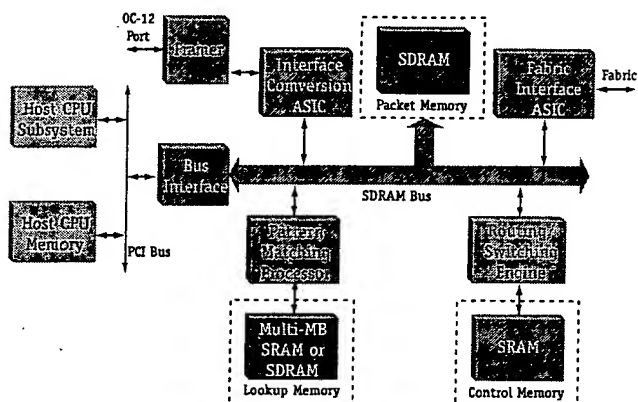 OC-12
Port
Framer
Interface
Conversion
ASIC
SDRAM
Packet Memory
Fabric
Interface
ASIC
Fabric
Host CPU
Subsystem
Bus
Interface
SDRAM Bus
Host CPU
Memory
PCI Bus
Pattern
Matching
Processor
Routing/
Switching
Engine
Multi-MB
SRAM or
SDRAM
Lookup Memory
SRAM
Control Memory